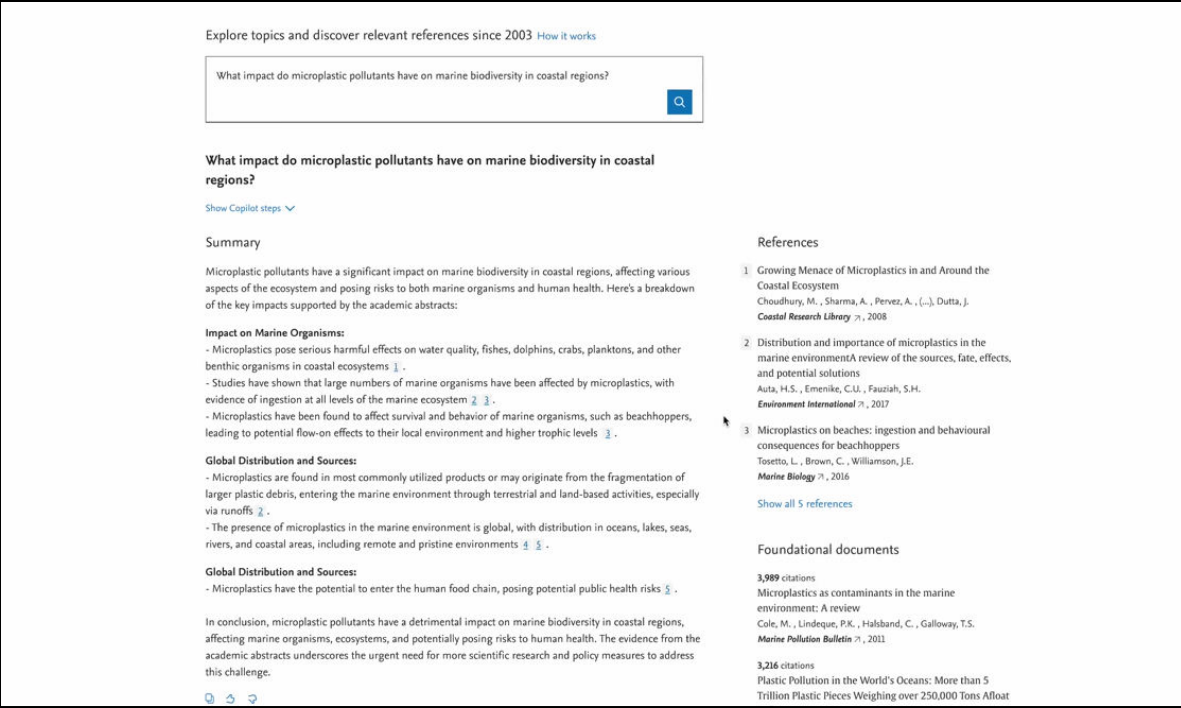 Explore topics and discover relevant references since 2003 How it works
What impact do microplastic pollutants have on marine biodiversity in coastal regions?
What impact do microplastic pollutants have on marine biodiversity in coastal
regions?
Show Copilot steps
Summary
Microplastic pollutants have a significant impact on marine biodiversity in coastal regions, affecting various
aspects of the ecosystem and posing risks to both marine organisms and human health. Here's a breakdown
of the key impacts supported by the academic abstracts:
Impact on Marine Organisms:
- Microplastics pose serious harmful effects on water quality, fishes, dolphins, crabs, planktons, and other
benthic organisms in coastal ecosystems 1 .
- Studies have shown that large numbers of marine organisms have been affected by microplastics, with
evidence of ingestion at all levels of the marine ecosystem 2 3 .
- Microplastics have been found to affect survival and behavior of marine organisms, such as beachhoppers,
leading to potential flow-on effects to their local environment and higher trophic levels 3 .
Global Distribution and Sources:
- Microplastics are found in most commonly utilized products or may originate from the fragmentation of
larger plastic debris, entering the marine environment through terrestrial and land-based activities, especially
via runoffs 2 .
- The presence of microplastics in the marine environment is global, with distribution in oceans, lakes, seas,
rivers, and coastal areas, including remote and pristine environments 4 5 .
Global Distribution and Sources:
- Microplastics have the potential to enter the human food chain, posing potential public health risks 5 .
In conclusion, microplastic pollutants have a detrimental impact on marine biodiversity in coastal regions,
affecting marine organisms, ecosystems, and potentially posing risks to human health. The evidence from the
academic abstracts underscores the urgent need for more scientific research and policy measures to address
this challenge.
References
1 Growing Menace of Microplastics in and Around the
Coastal Ecosystem
Choudhury, M. , Sharma, A. , Pervez, A. , (...), Dutta, J.
Coastal Research Library ↗ , 2008
2 Distribution and importance of microplastics in the
marine environmentA review of the sources, fate, effects,
and potential solutions
Auta, H.S. , Emenike, C.U. , Fauziah, S.H.
Environment International ↗ , 2017
3 Microplastics on beaches: ingestion and behavioural
consequences for beachhoppers
Tosetto, L. , Brown, C. , Williamson, J.E.
Marine Biology ↗ , 2016
Show all 5 references
Foundational documents
3,989 citations
Microplastics as contaminants in the marine
environment: A review
Cole, M. , Lindeque, P.K. , Halsband, C. , Galloway, T.S.
Marine Pollution Bulletin ↗ , 2011
3,216 citations
Plastic Pollution in the World's Oceans: More than 5
Trillion Plastic Pieces Weighing over 250,000 Tons Afloat